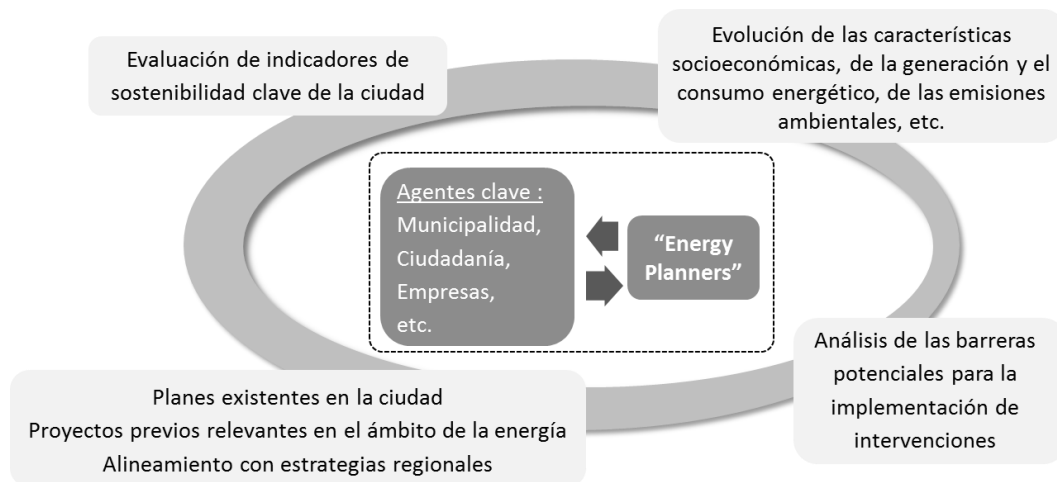 Evaluación de indicadores de
sostenibilidad clave de la ciudad
Evolución de las características
socioeconómicas, de la generación y el
consumo energético, de las emisiones
ambientales, etc.
Agentes clave :
Municipalidad,
Ciudadanía,
Empresas,
etc.
“Energy
Planners”
Análisis de las barreras
potenciales para la
implementación de
intervenciones
Planes existentes en la ciudad
Proyectos previos relevantes en el ámbito de la energía
Alineamiento con estrategias regionales